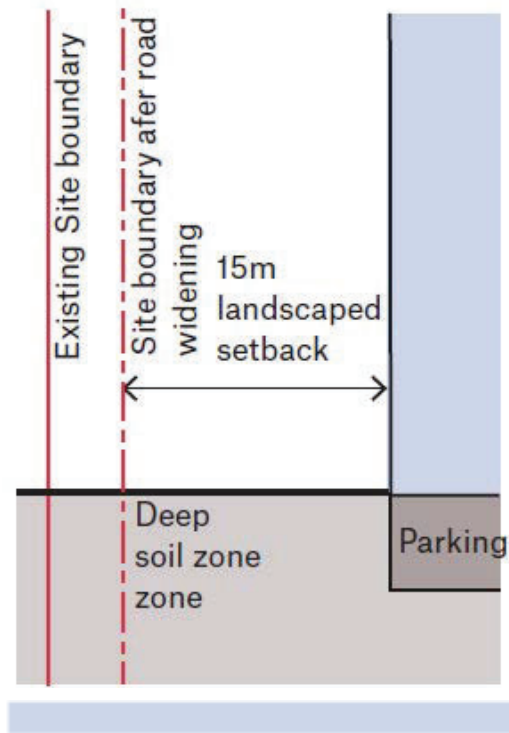 Existing Site boundary
Site boundary afer road
widening
15m
landscaped
setback
Deep
soil zone
zone
Parking